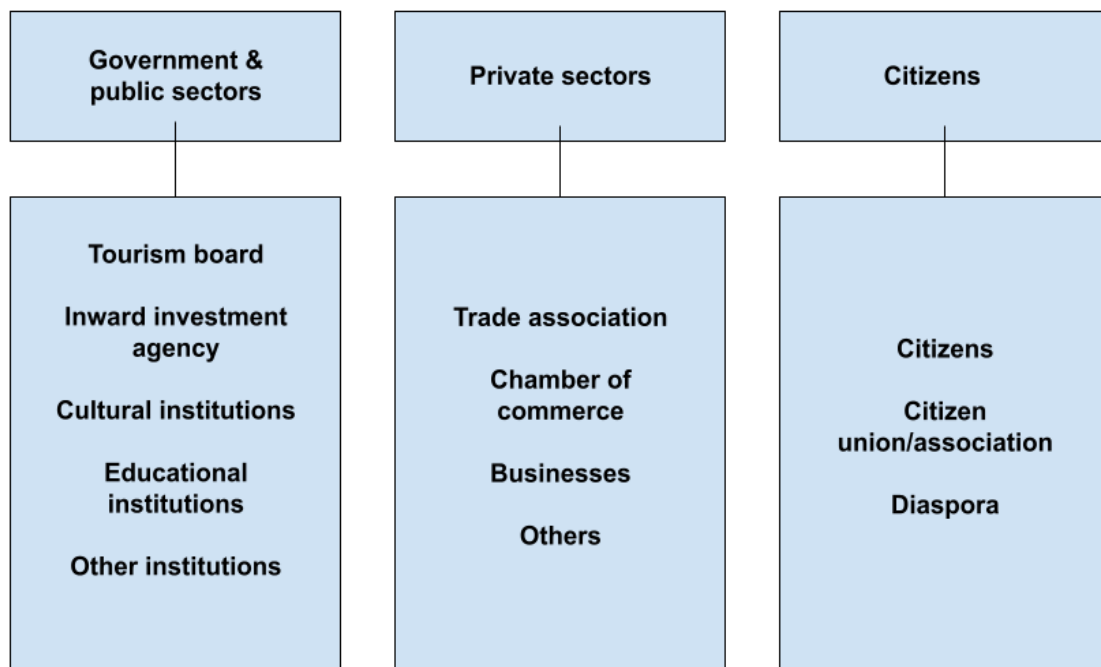 Government &
public sectors
Private sectors
Citizens
Tourism board
Inward investment
agency
Cultural institutions
Educational
institutions
Other institutions
Trade association
Chamber of
commerce
Businesses
Others
Citizens
Citizen
union/association
Diaspora